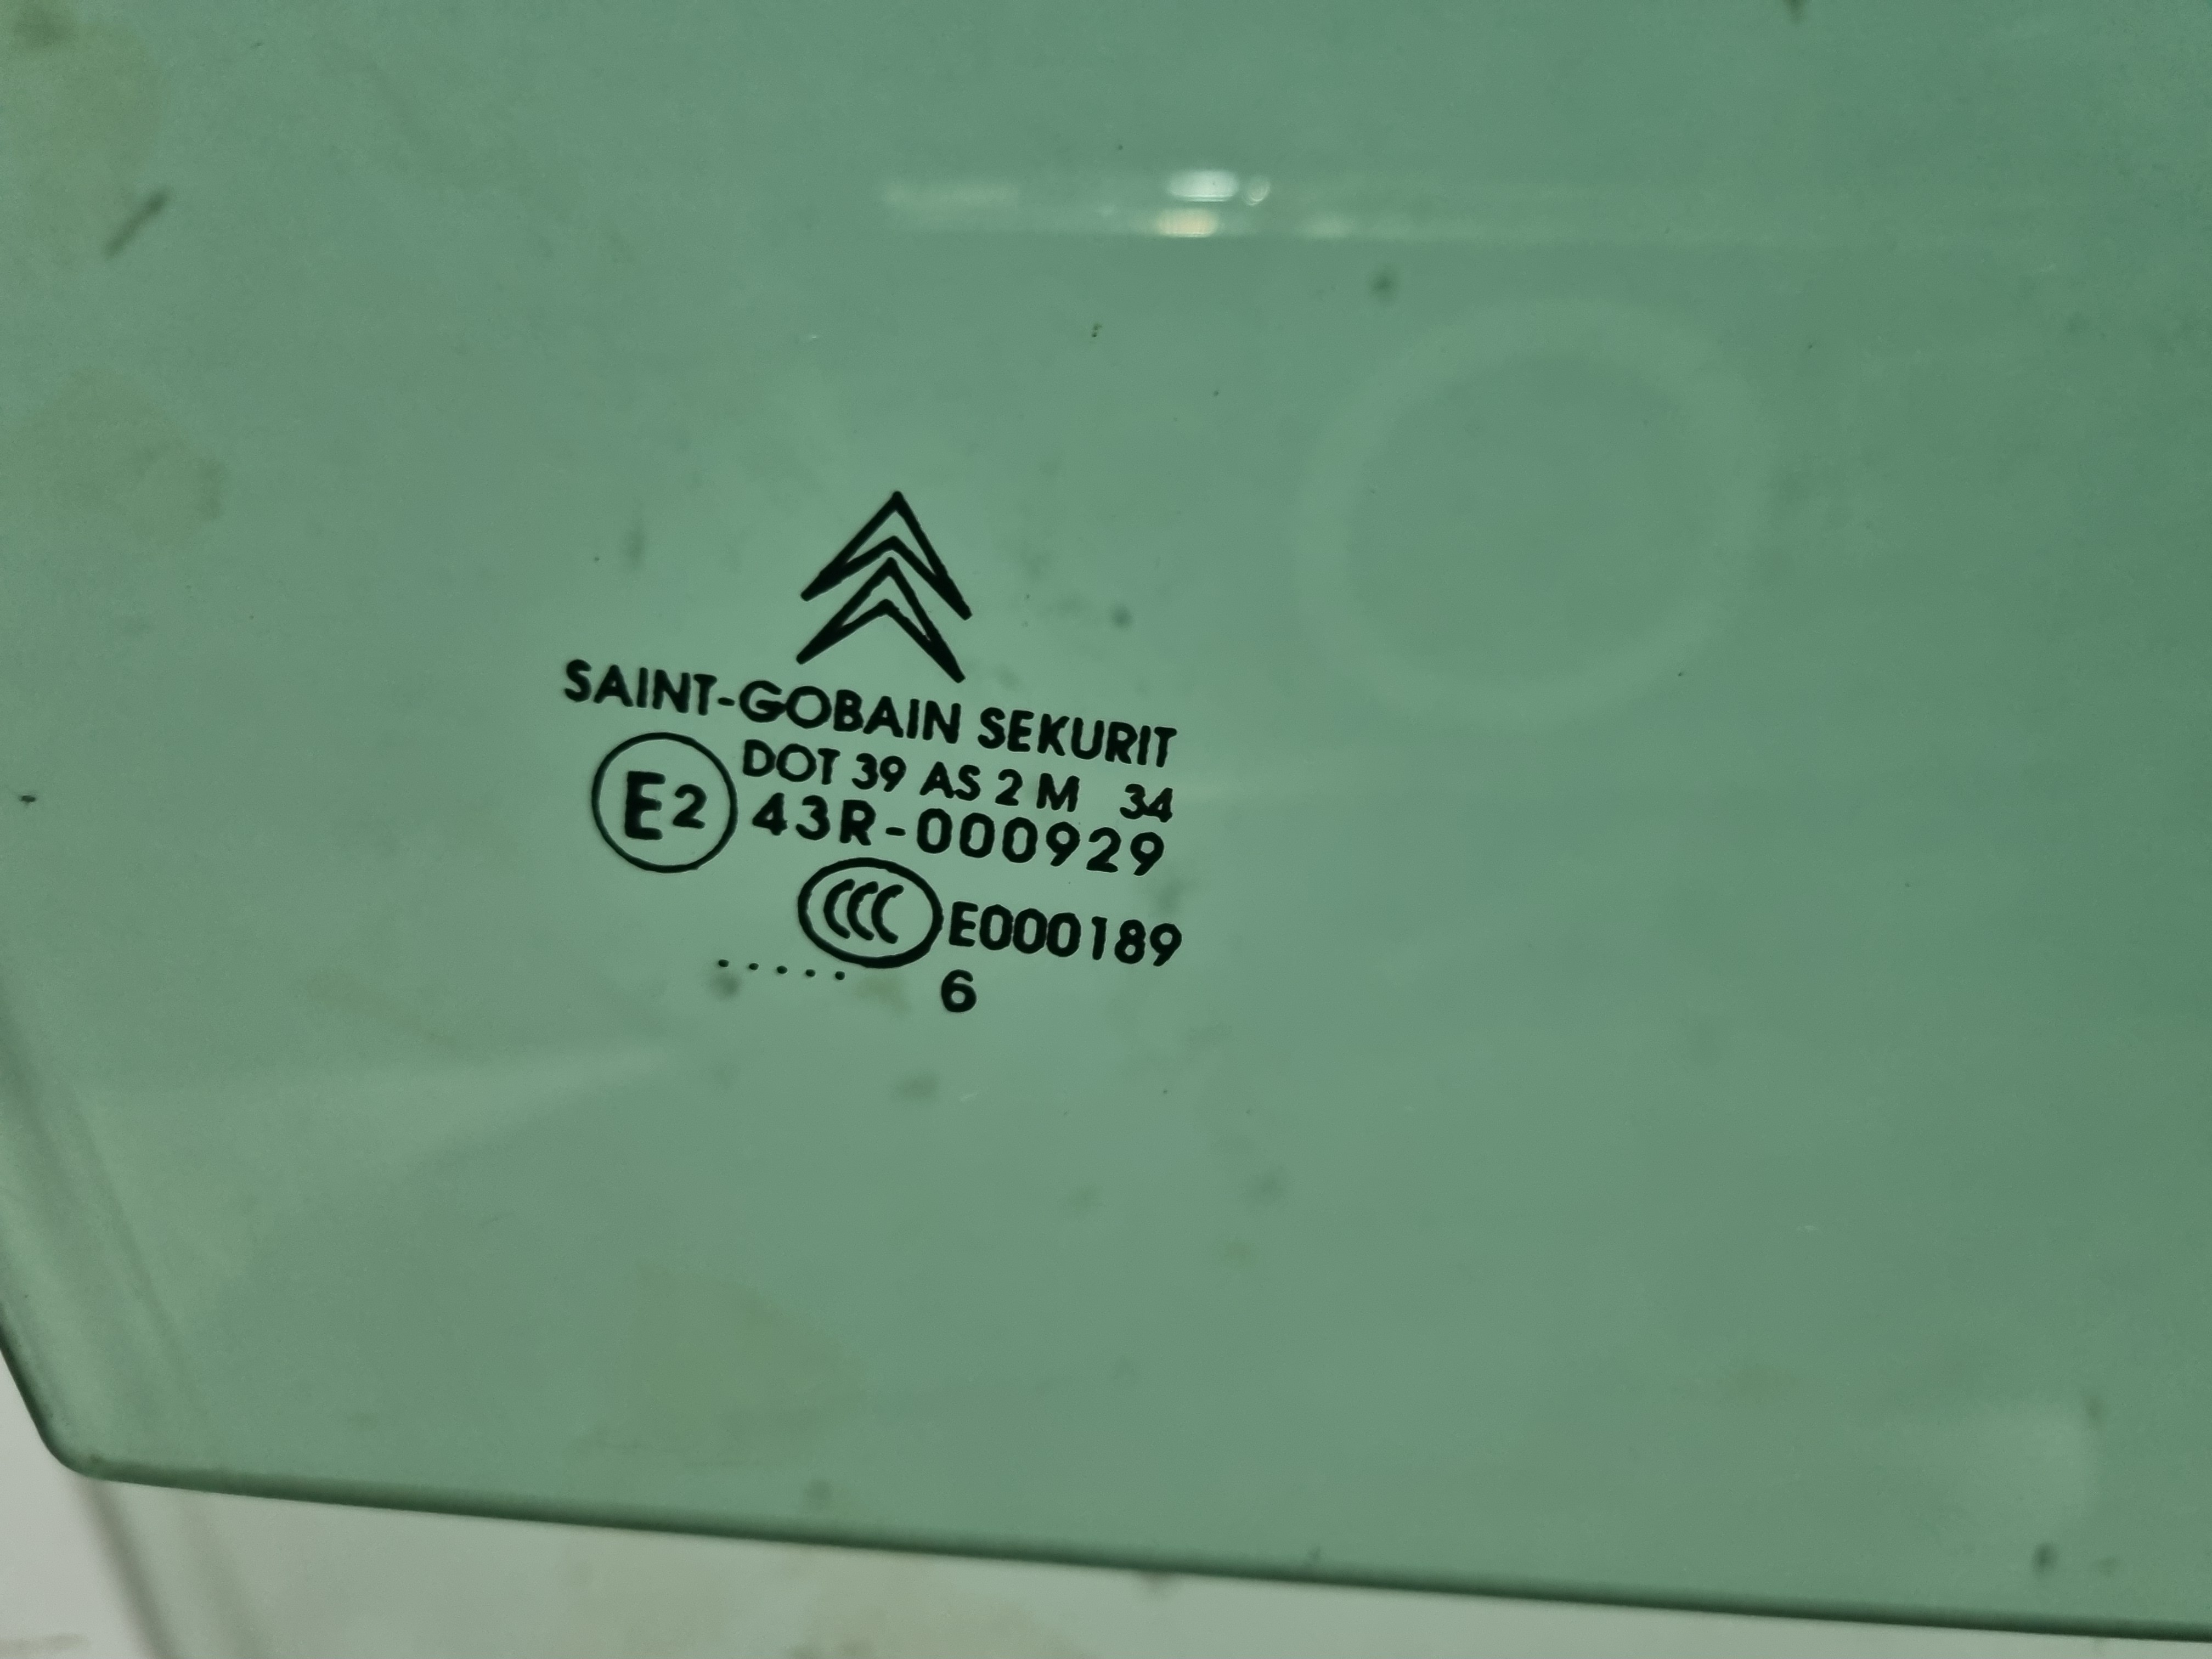 SAINT-GOBAIN SEKURIT
DOT 39 AS 2 M 34
E2 43R-000929
CCC E000189
..... 6